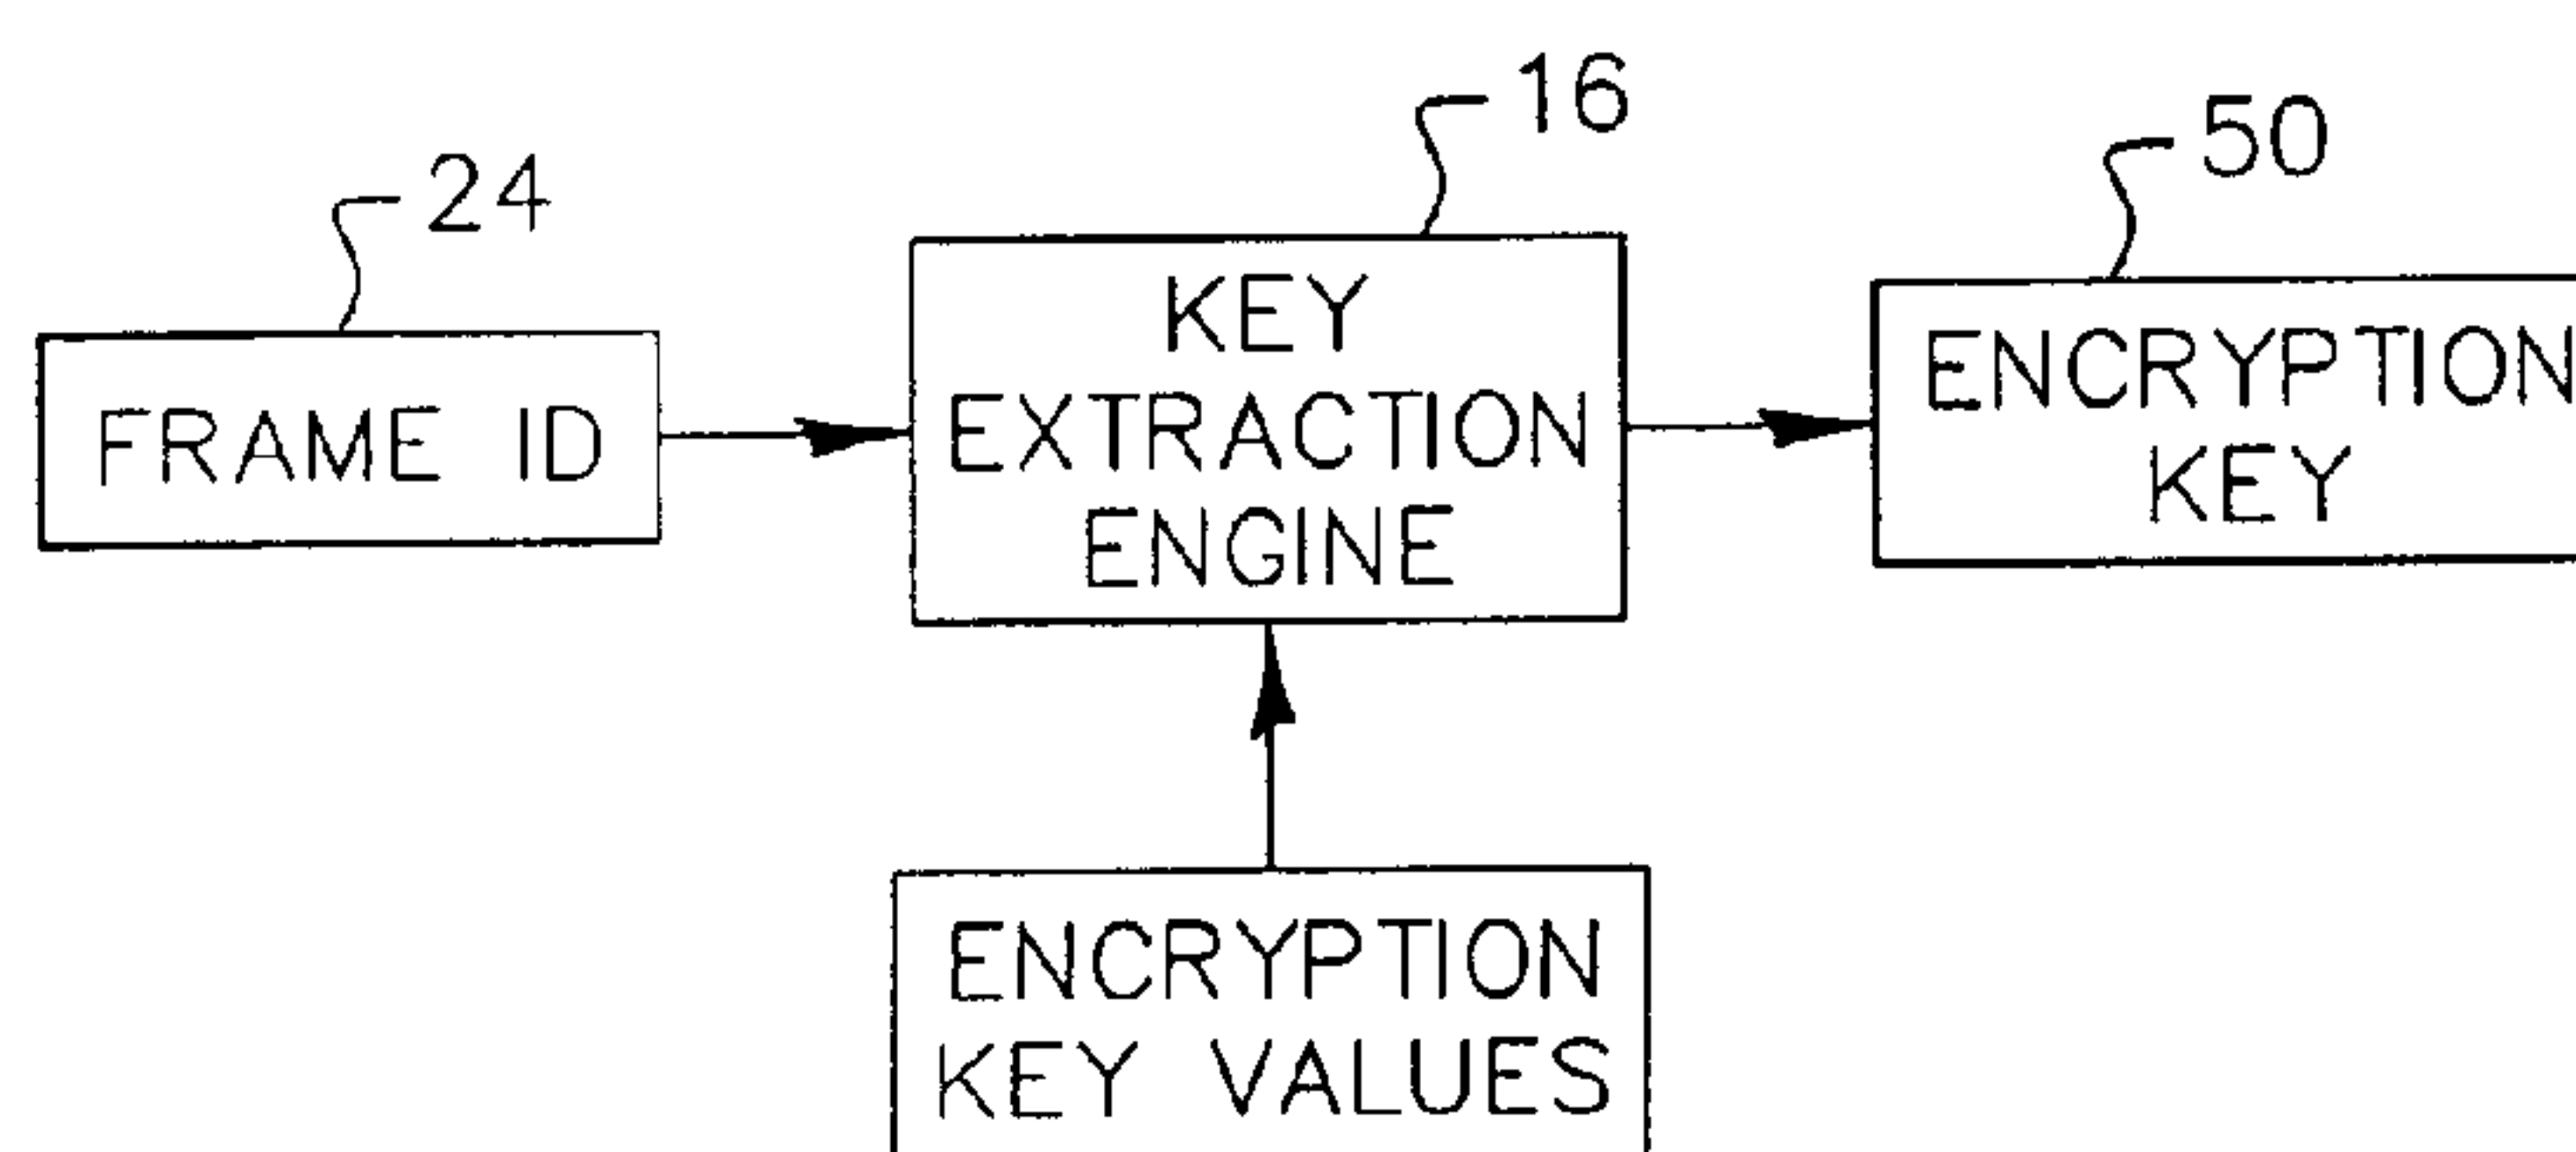 16
50
24
KEY
EXTRACTION
ENGINE
ENCRYPTION
KEY
FRAME ID
ENCRYPTION
KEY VALUES